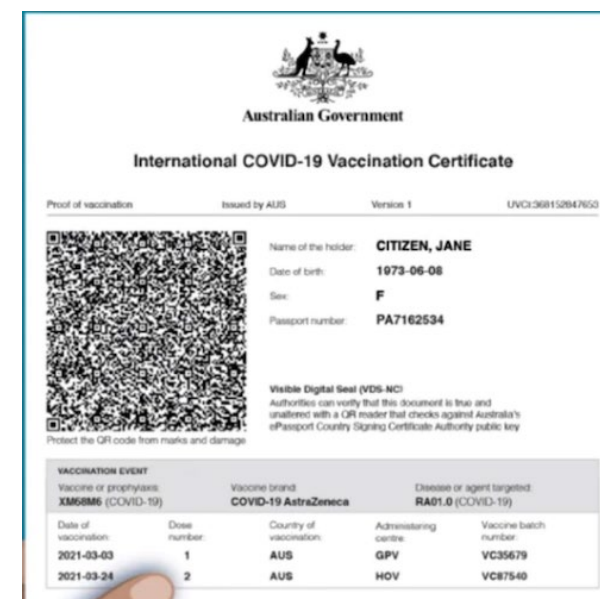 Australian Government
International COVID-19 Vaccination Certificate
Proof of vaccination Issued by AUS Version 1 UVCI:368152847653
Name of the holder: CITIZEN, JANE
Date of birth: 1973-06-08
Sex: F
Passport number: PA7162534
Visible Digital Seal (VDS-NC)
Authorities can verify that this document is true and
unaltered with a QR reader that checks against Australia's
ePassport Country Signing Certificate Authority public key
Protect the QR code from marks and damage
VACCINATION EVENT
Vaccine or prophylaxis: Vaccine brand: Disease or agent targeted:
XM68M6 (COVID-19) COVID-19 AstraZeneca RA01.0 (COVID-19)
Date of Dose Country of Administering Vaccine batch
vaccination: number: vaccination: centre: number:
2021-03-03 1 AUS GPV VC35679
2021-03-24 2 AUS HOV VC87540